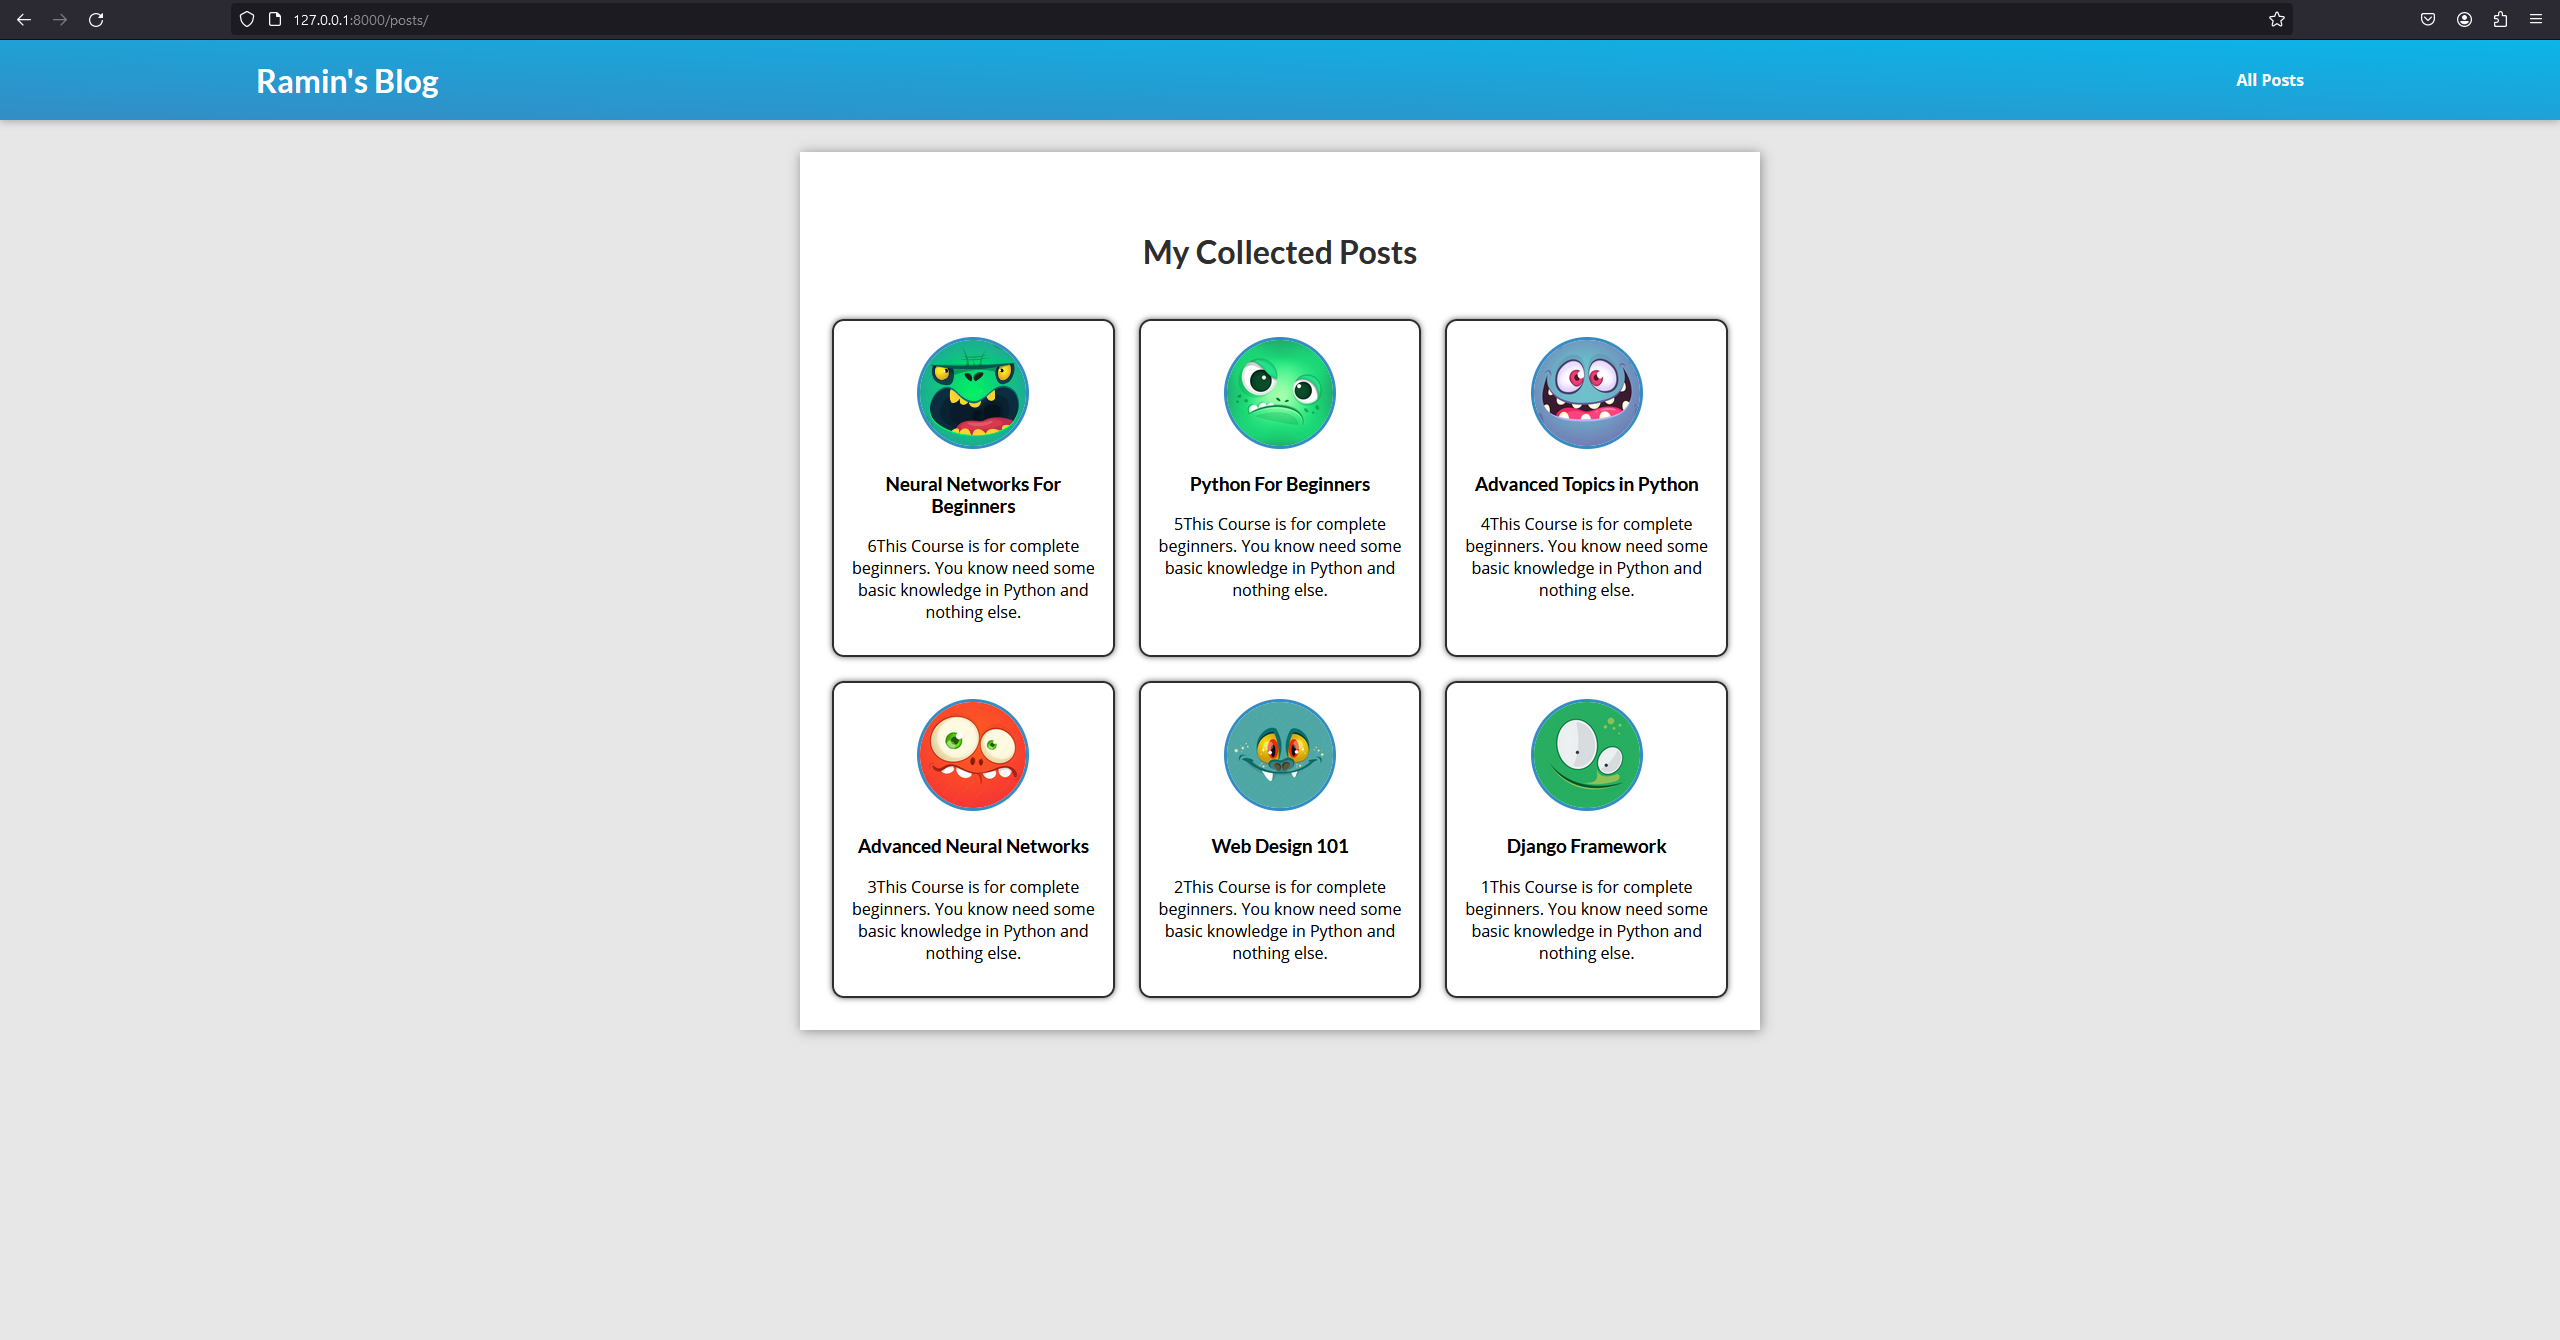 127.0.0.1:8000/posts/
Ramin's Blog
All Posts
My Collected Posts
Neural Networks For
Beginners
6This Course is for complete
beginners. You know need some
basic knowledge in Python and
nothing else.
Python For Beginners
5This Course is for complete
beginners. You know need some
basic knowledge in Python and
nothing else.
Advanced Topics in Python
4This Course is for complete
beginners. You know need some
basic knowledge in Python and
nothing else.
Advanced Neural Networks
3This Course is for complete
beginners. You know need some
basic knowledge in Python and
nothing else.
Web Design 101
2This Course is for complete
beginners. You know need some
basic knowledge in Python and
nothing else.
Django Framework
1This Course is for complete
beginners. You know need some
basic knowledge in Python and
nothing else.